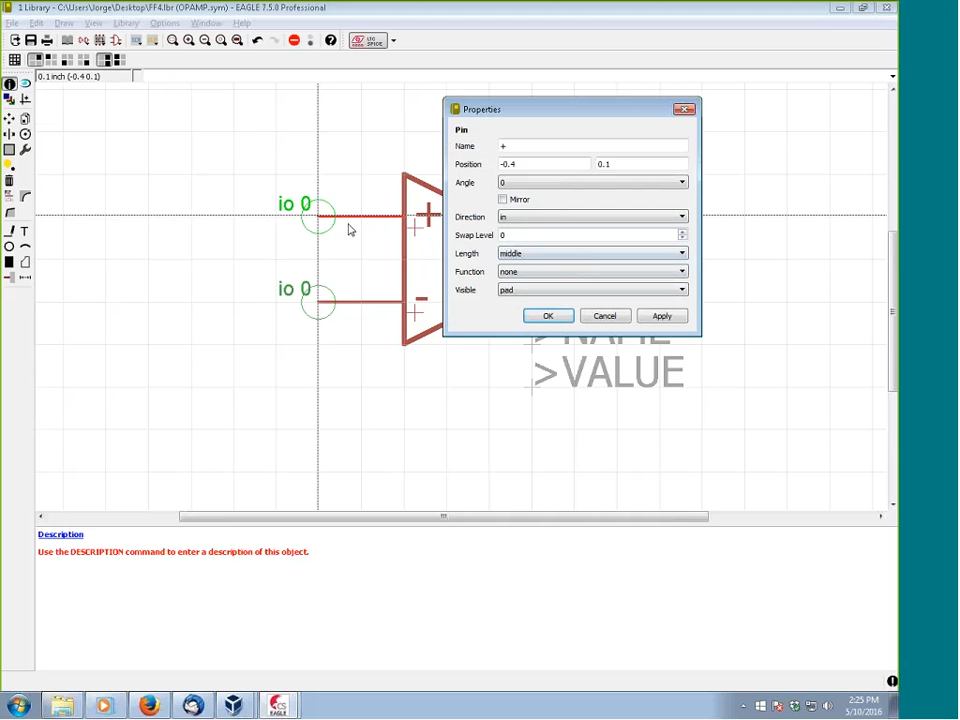 1 Library - C:\Users\Jorge\Desktop\FF4.lbr (OPAMP.sym) - EAGLE 7.5.0 Professional
File Edit Draw View Library Options Window Help
LTC SPICE
0.1 inch (-0.4 0.1)
Properties
Pin
Name +
Position -0.4 0.1
Angle 0
Mirror
Direction in
Swap Level 0
Length middle
Function none
Visible pad
OK Cancel Apply
io 0
+
io 0
-
>NAME
>VALUE
Description
Use the DESCRIPTION command to enter a description of this object.
CS
EAGLE
2:25 PM
5/10/2016